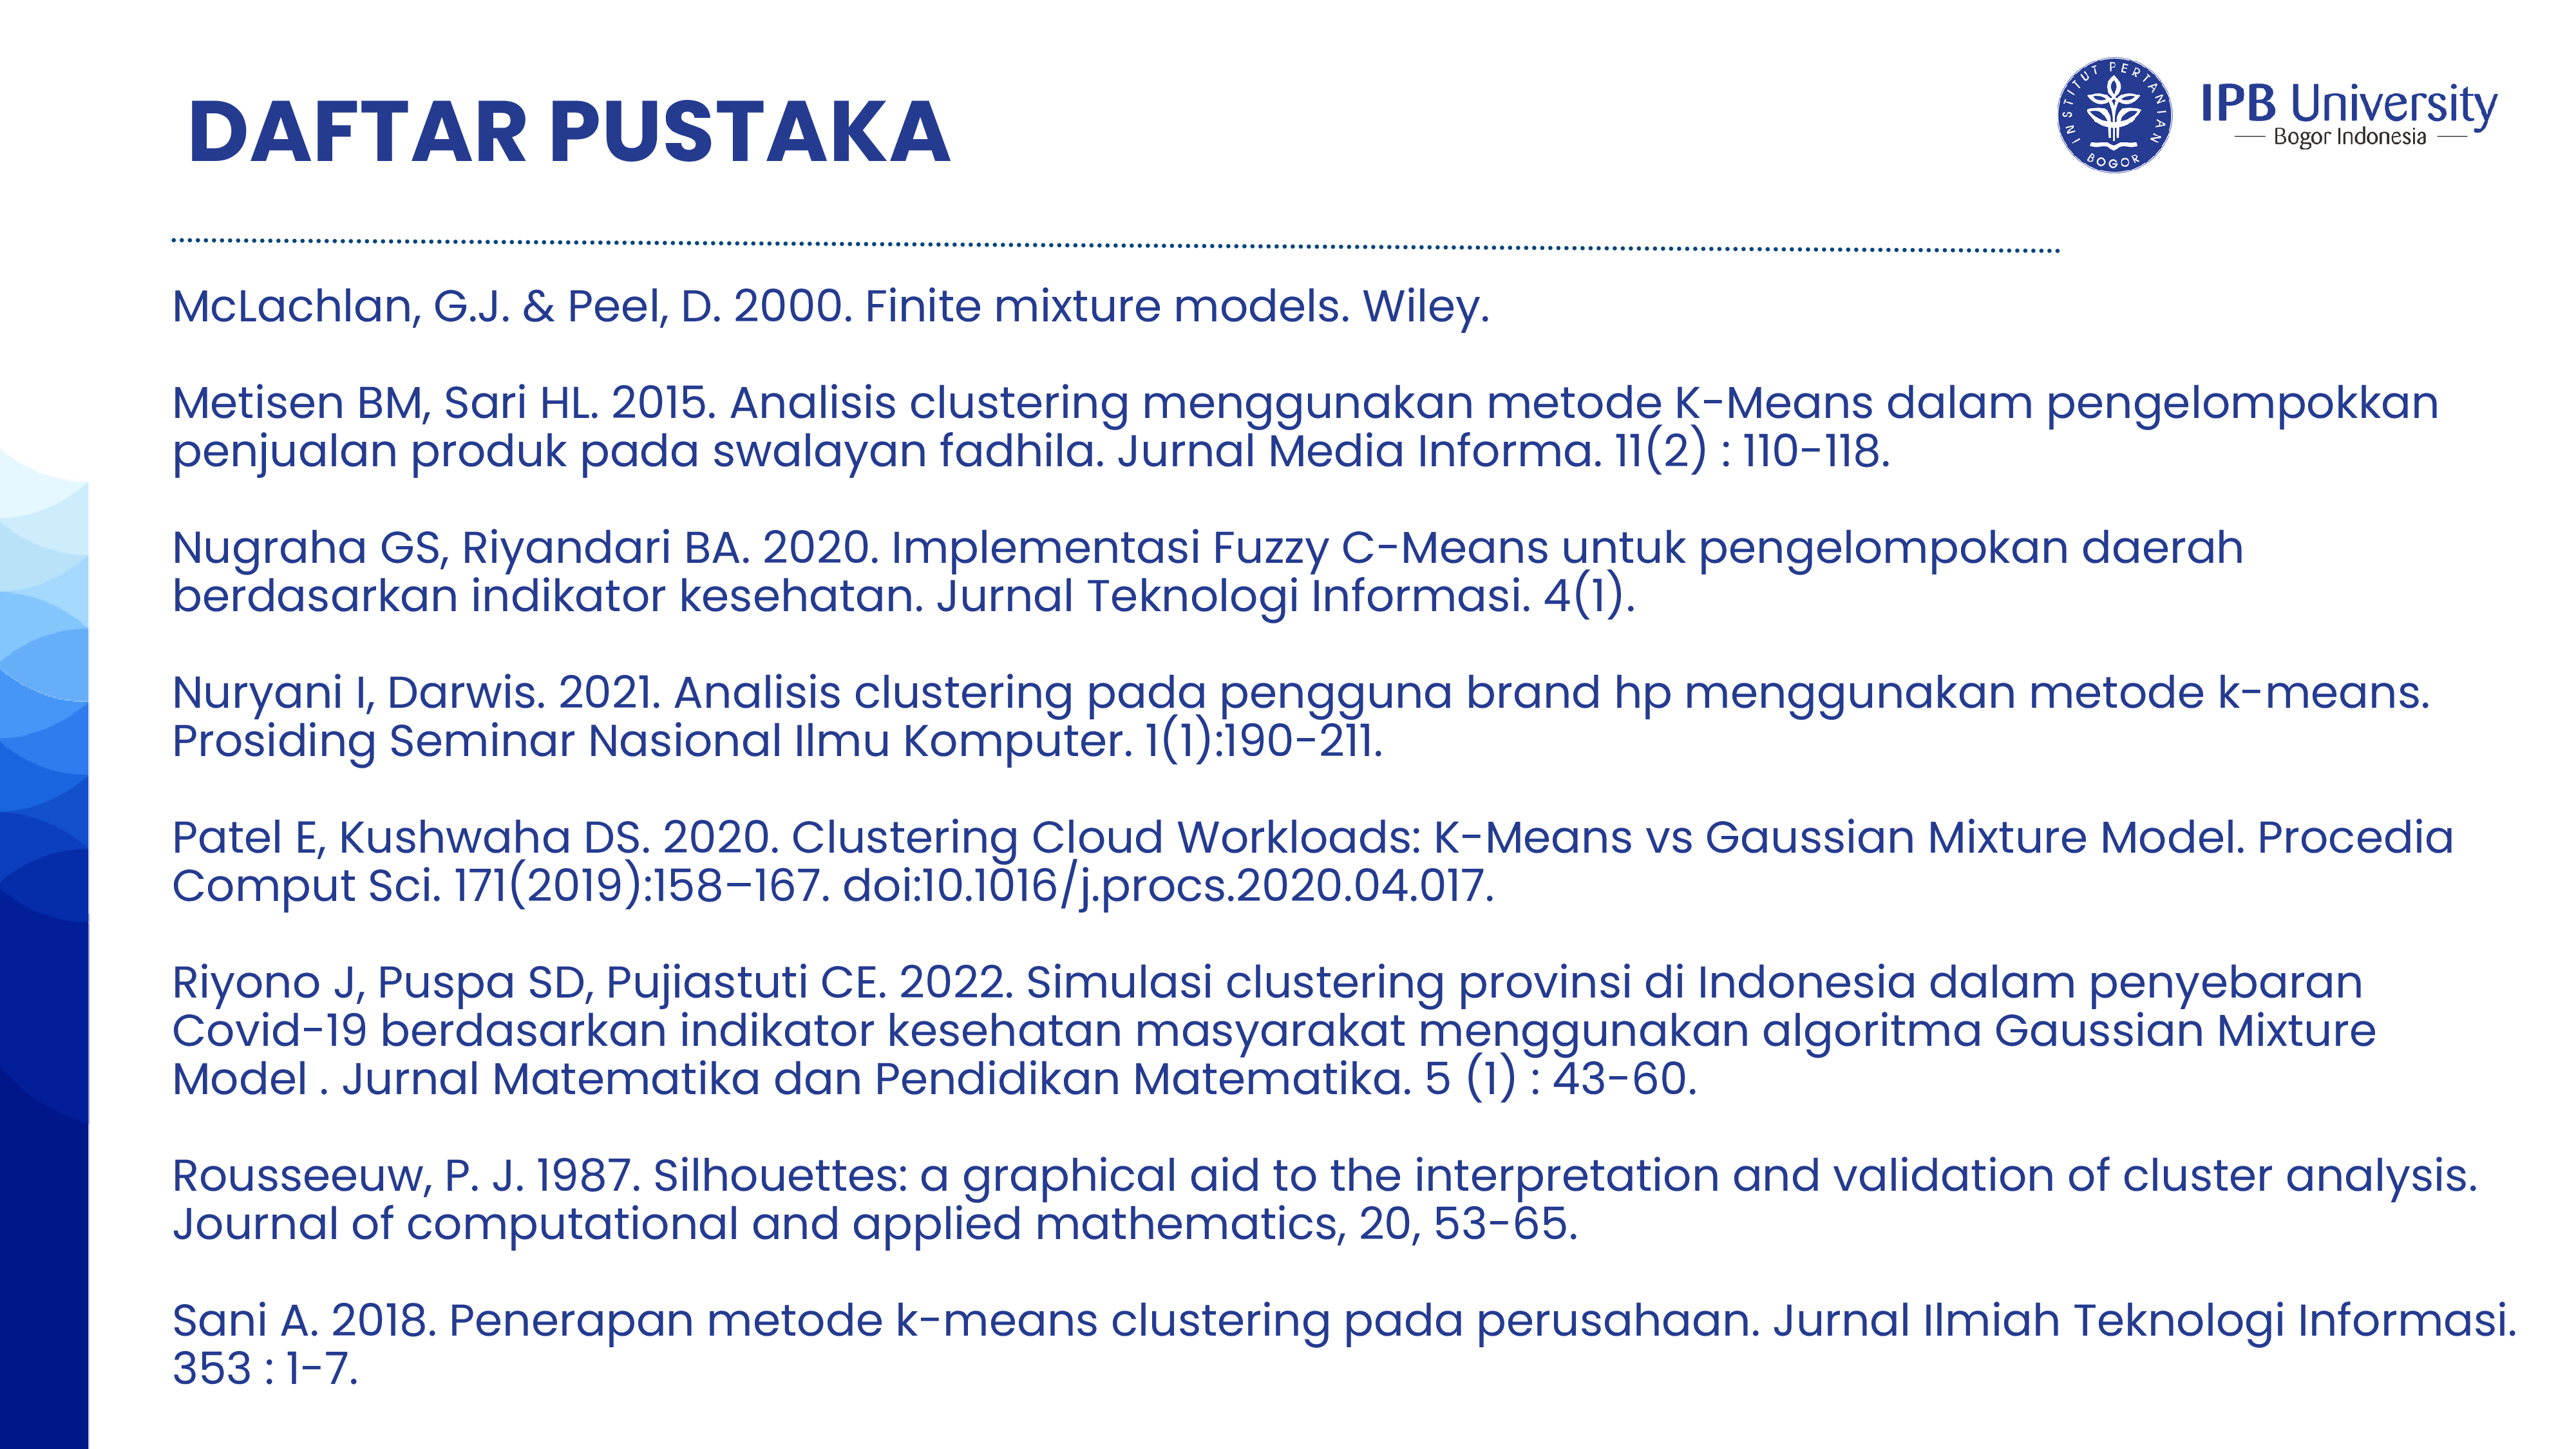 DAFTAR PUSTAKA
INSTITUT PERTANIAN
BOGOR
IPB University
Bogor Indonesia
McLachlan, G.J. & Peel, D. 2000. Finite mixture models. Wiley.
Metisen BM, Sari HL. 2015. Analisis clustering menggunakan metode K-Means dalam pengelompokkan
penjualan produk pada swalayan fadhila. Jurnal Media Informa. 11(2) : 110-118.
Nugraha GS, Riyandari BA. 2020. Implementasi Fuzzy C-Means untuk pengelompokan daerah
berdasarkan indikator kesehatan. Jurnal Teknologi Informasi. 4(1).
Nuryani I, Darwis. 2021. Analisis clustering pada pengguna brand hp menggunakan metode k-means.
Prosiding Seminar Nasional Ilmu Komputer. 1(1):190-211.
Patel E, Kushwaha DS. 2020. Clustering Cloud Workloads: K-Means vs Gaussian Mixture Model. Procedia
Comput Sci. 171(2019):158–167. doi:10.1016/j.procs.2020.04.017.
Riyono J, Puspa SD, Pujiastuti CE. 2022. Simulasi clustering provinsi di Indonesia dalam penyebaran
Covid-19 berdasarkan indikator kesehatan masyarakat menggunakan algoritma Gaussian Mixture
Model . Jurnal Matematika dan Pendidikan Matematika. 5 (1) : 43-60.
Rousseeuw, P. J. 1987. Silhouettes: a graphical aid to the interpretation and validation of cluster analysis.
Journal of computational and applied mathematics, 20, 53-65.
Sani A. 2018. Penerapan metode k-means clustering pada perusahaan. Jurnal Ilmiah Teknologi Informasi.
353 : 1-7.